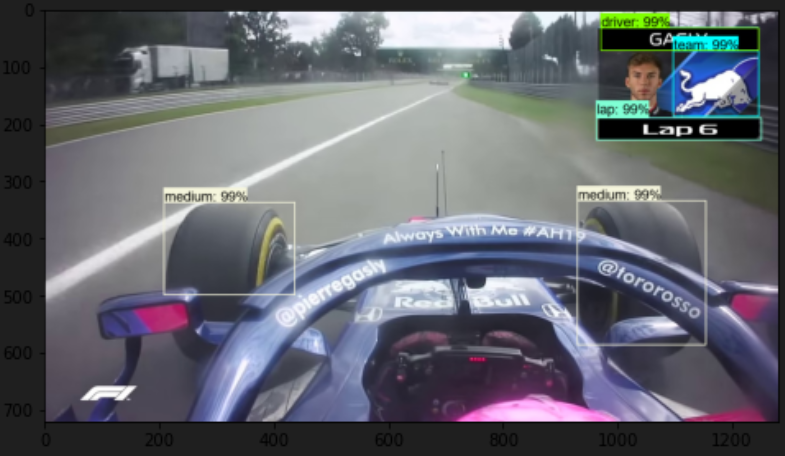 0
100
200
300
400
500
600
700
0
200
400
600
800
1000
1200
driver: 99%
GASLY
team: 99%
lap: 99%
Lap 6
medium: 99%
medium: 99%
Always With Me #AH19
@pierregasly
@tororosso
Red Bull
F1